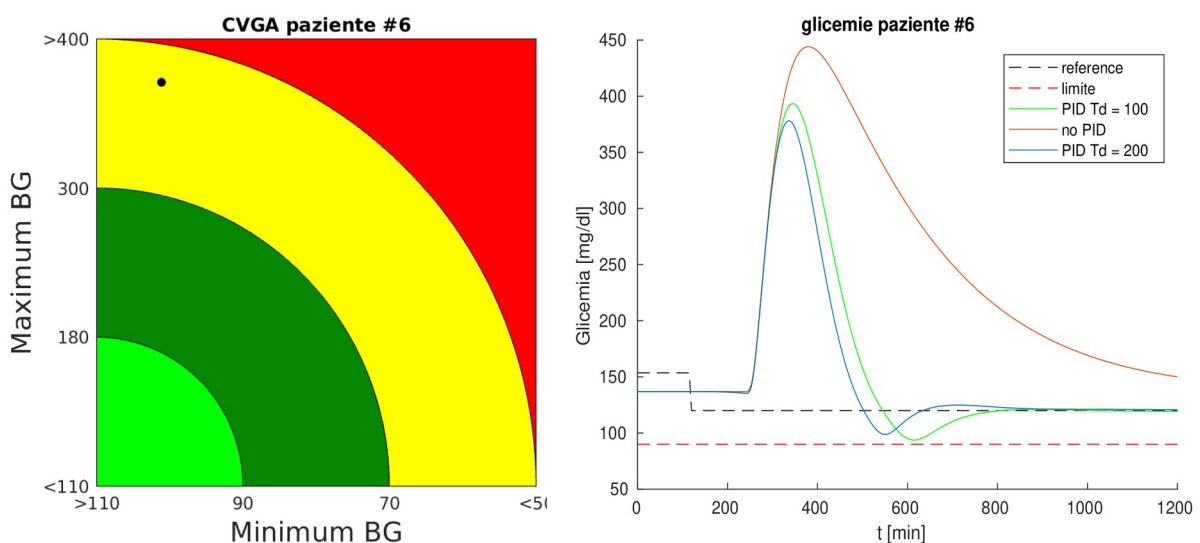 CVGA paziente #6
>400
300
180
<110
Maximum BG
>110
90
70
<50
Minimum BG
glicemie paziente #6
450
400
350
300
250
200
150
100
50
Glicemia [mg/dl]
reference
limite
PID Td = 100
no PID
PID Td = 200
0
200
400
600
800
1000
1200
t [min]